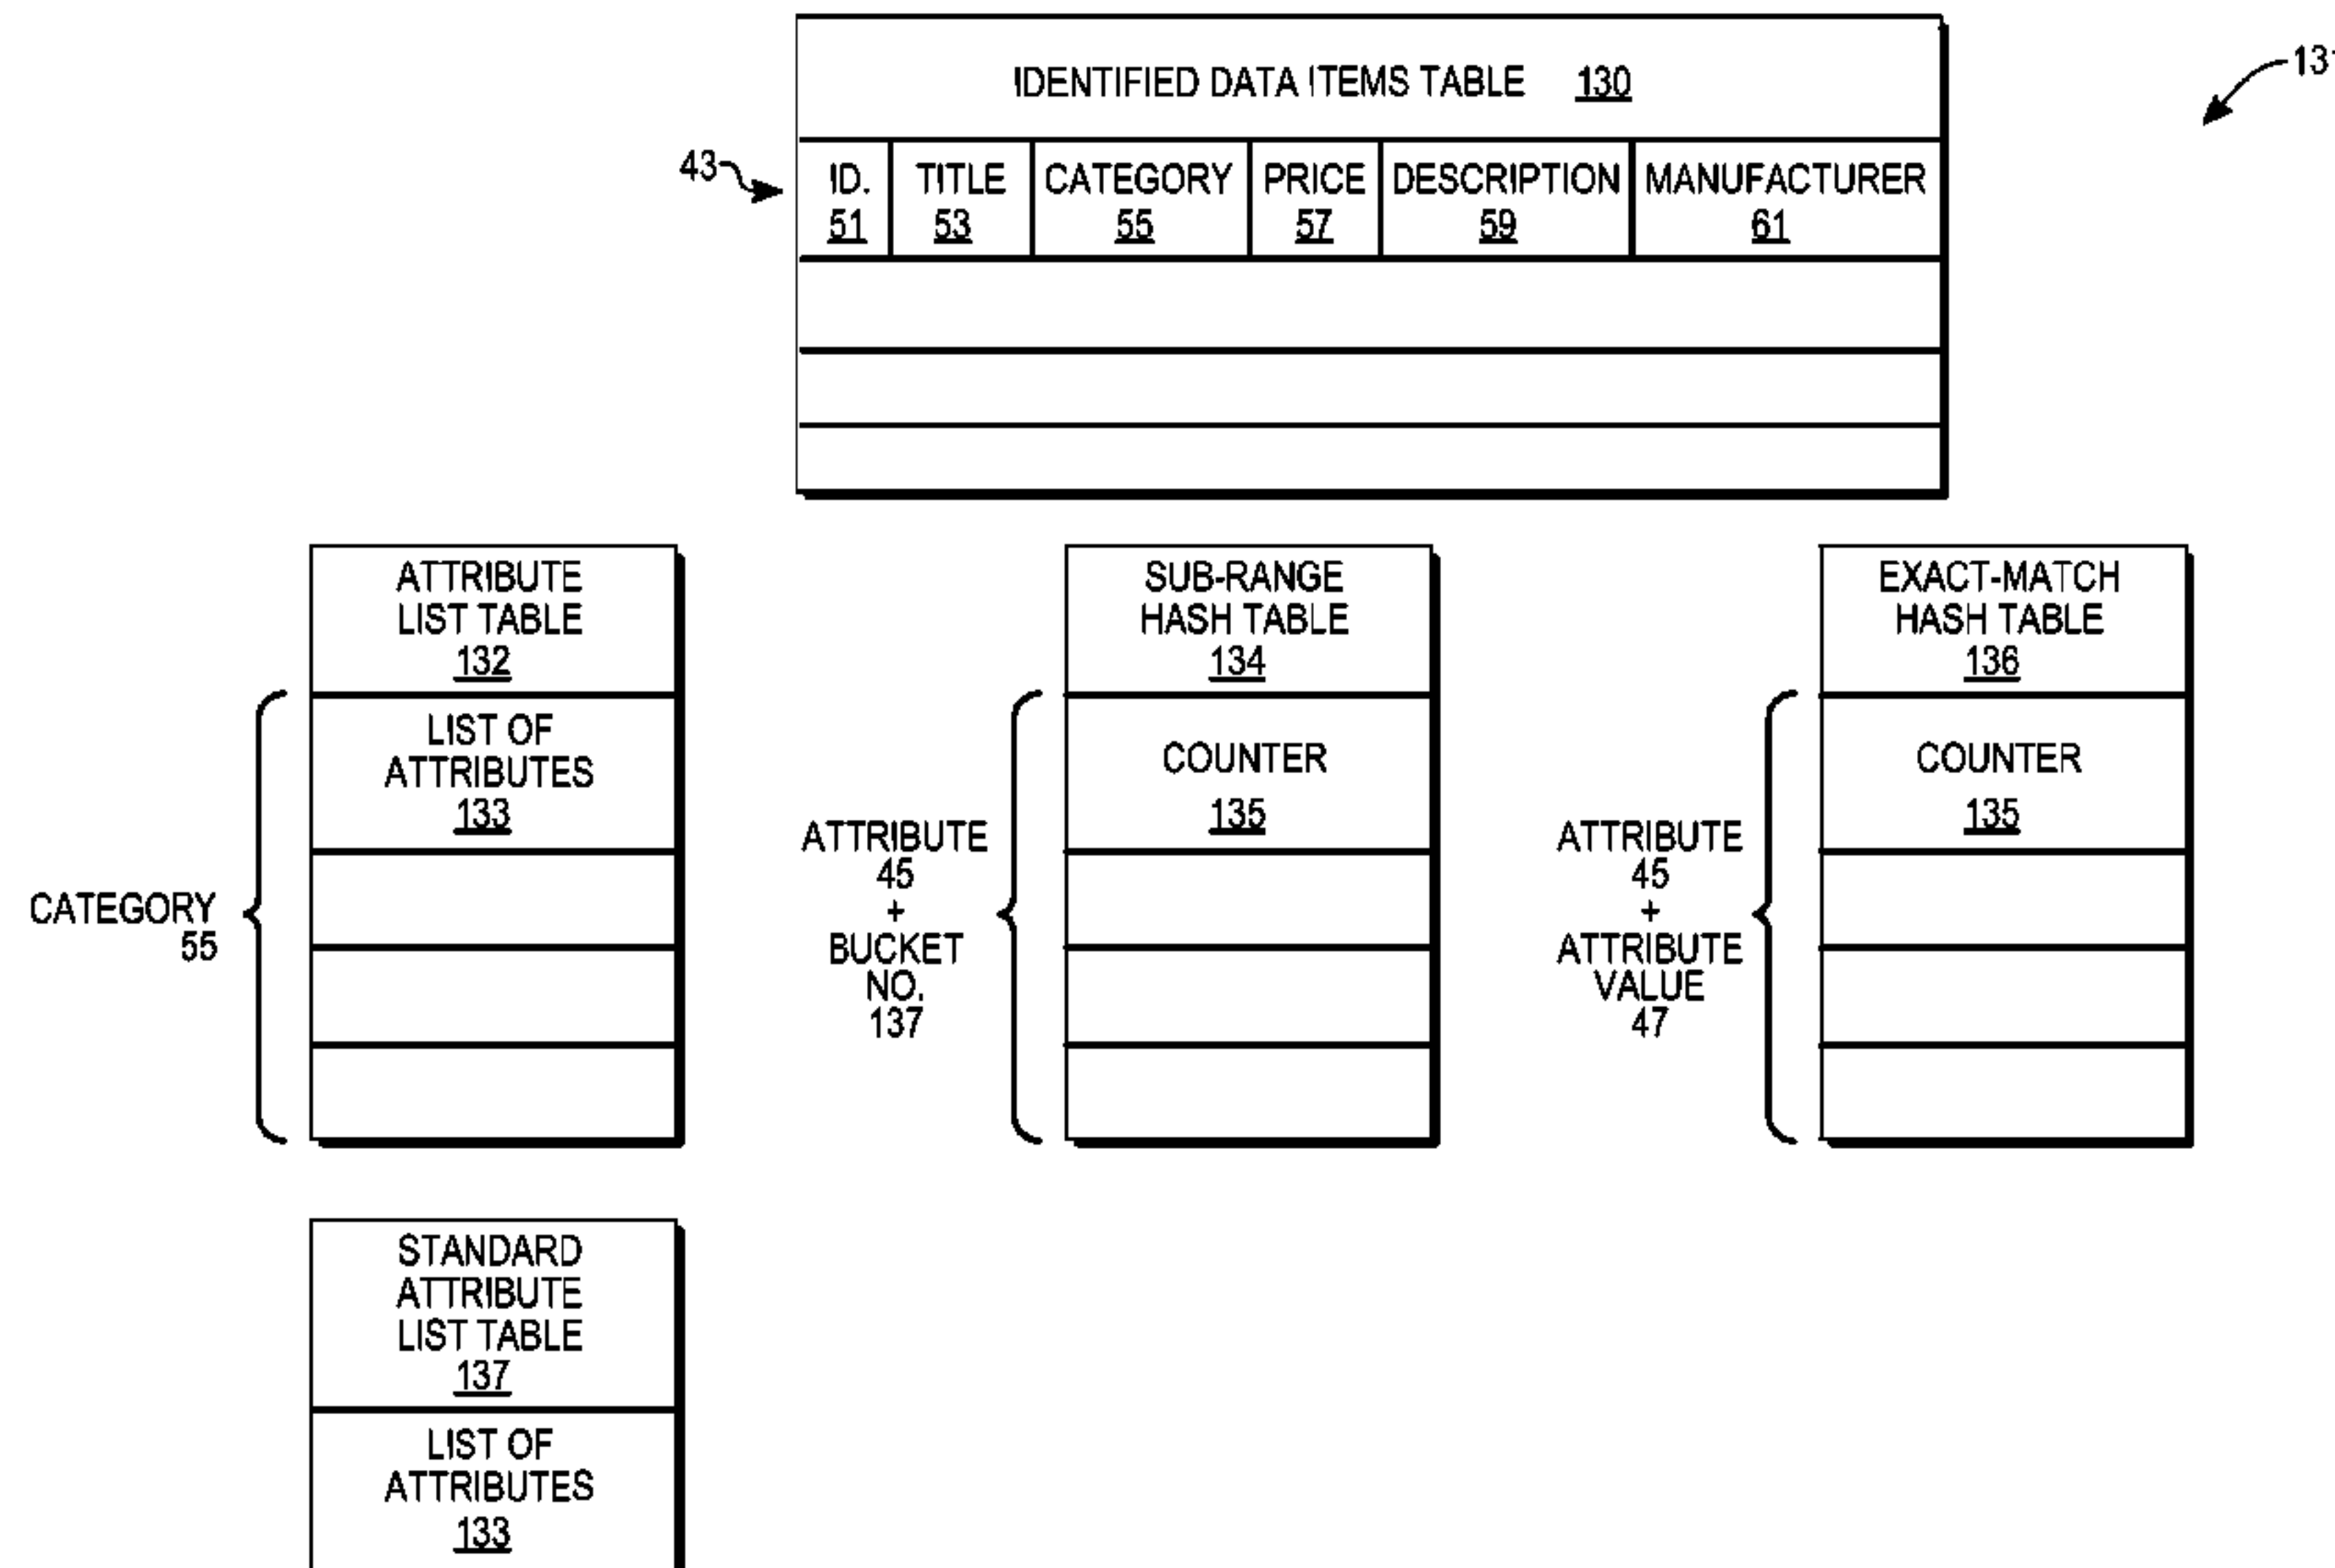 IDENTIFIED DATA ITEMS TABLE 130
131
43
ID. TITLE CATEGORY PRICE DESCRIPTION MANUFACTURER
51 53 55 57 59 61
ATTRIBUTE
LIST TABLE
132
LIST OF
ATTRIBUTES
133
CATEGORY
55
SUB-RANGE
HASH TABLE
134
COUNTER
135
ATTRIBUTE
45
+
BUCKET
NO.
137
EXACT-MATCH
HASH TABLE
136
COUNTER
135
ATTRIBUTE
45
+
ATTRIBUTE
VALUE
47
STANDARD
ATTRIBUTE
LIST TABLE
137
LIST OF
ATTRIBUTES
133